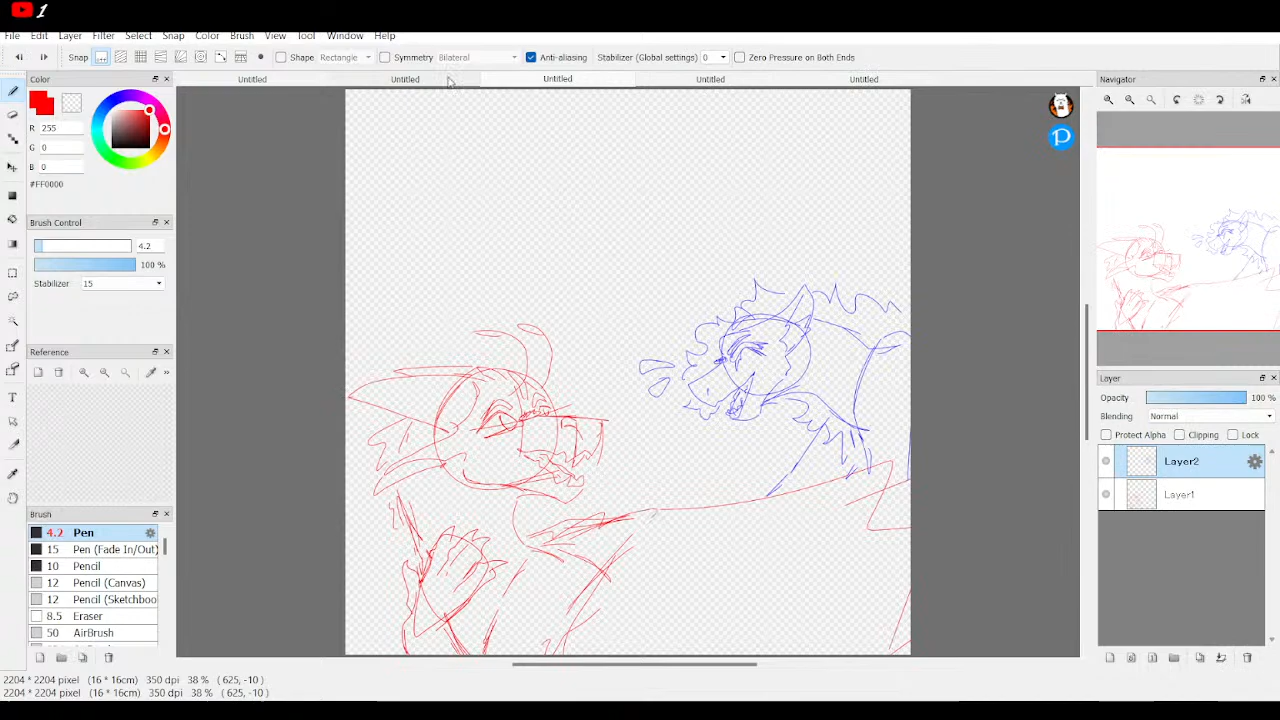 1
File Edit Layer Filter Select Snap Color Brush View Tool Window Help
Snap Shape Rectangle Symmetry Bilateral Anti-aliasing Stabilizer (Global settings) 0 Zero Pressure on Both Ends
Color Untitled Untitled Untitled Untitled Untitled Navigator
R 255
G 0
B 0
#FF0000
Brush Control
4.2
100 %
Stabilizer 15
Reference
»
Layer
Opacity 100 %
Blending Normal
Protect Alpha Clipping Lock
Layer2
Layer1
Brush
4.2 Pen
15 Pen (Fade In/Out)
10 Pencil
12 Pencil (Canvas)
12 Pencil (Sketchboo
8.5 Eraser
50 AirBrush
2204 * 2204 pixel (16 * 16cm) 350 dpi 38 % ( 625, -10 )
2204 * 2204 pixel (16 * 16cm) 350 dpi 38 % ( 625, -10 )